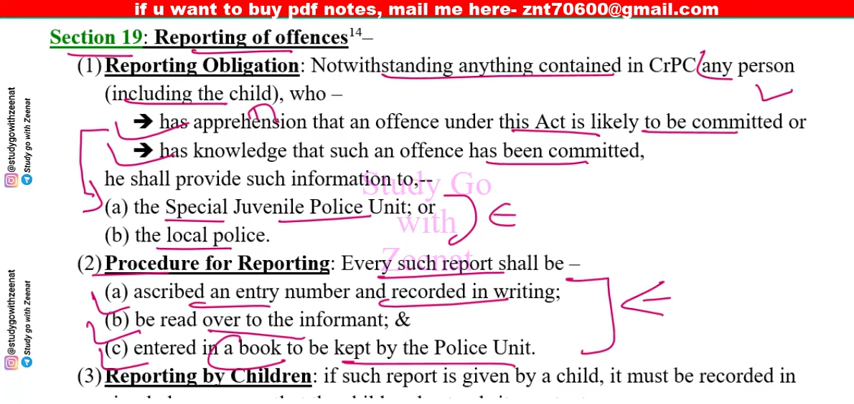 if u want to buy pdf notes, mail me here- znt70600@gmail.com
Section 19: Reporting of offences14–
(1) Reporting Obligation: Notwithstanding anything contained in CrPC, any person
(including the child), who –
➔ has apprehension that an offence under this Act is likely to be committed or
➔ has knowledge that such an offence has been committed,
he shall provide such information to,--
(a) the Special Juvenile Police Unit; or
(b) the local police.
(2) Procedure for Reporting: Every such report shall be –
(a) ascribed an entry number and recorded in writing;
(b) be read over to the informant; &
(c) entered in a book to be kept by the Police Unit.
(3) Reporting by Children: if such report is given by a child, it must be recorded in
Study Go
with
Zeenat
@studygowithzeenat
Study go with Zeenat
@studygowithzeenat
Study go with Zeenat